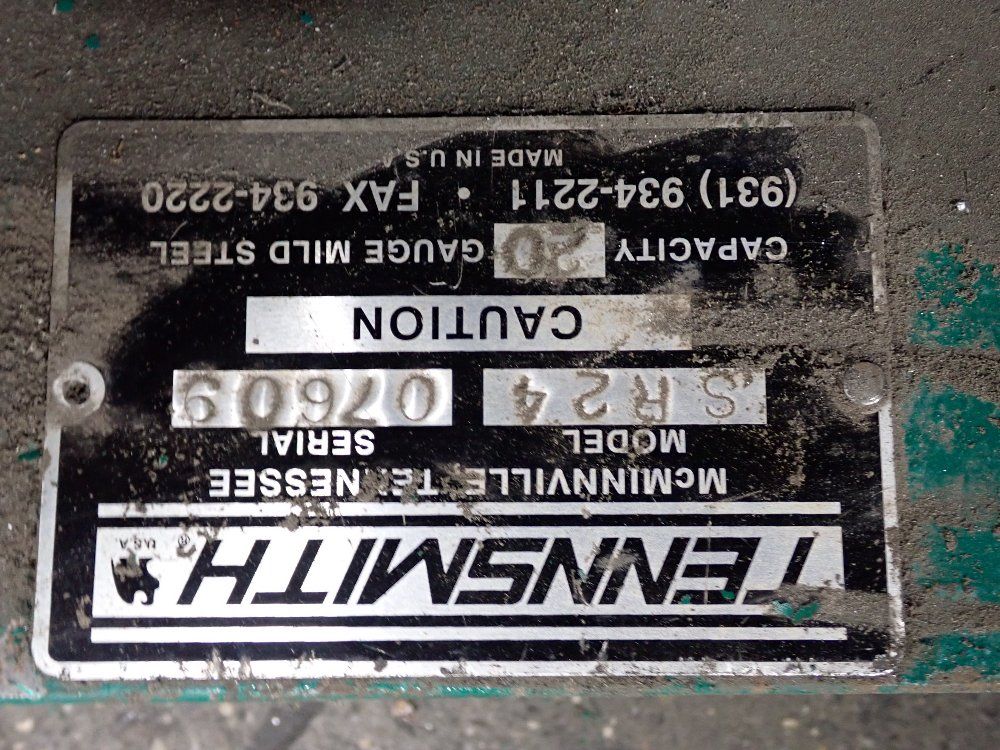 TENNSMITH ®
U.S.A.
McMINNVILLE TENNESSEE
MODEL SERIAL
SR24 07609
CAUTION
CAPACITY 20 GAUGE MILD STEEL
(931) 934-2211 • FAX 934-2220
MADE IN U.S.A